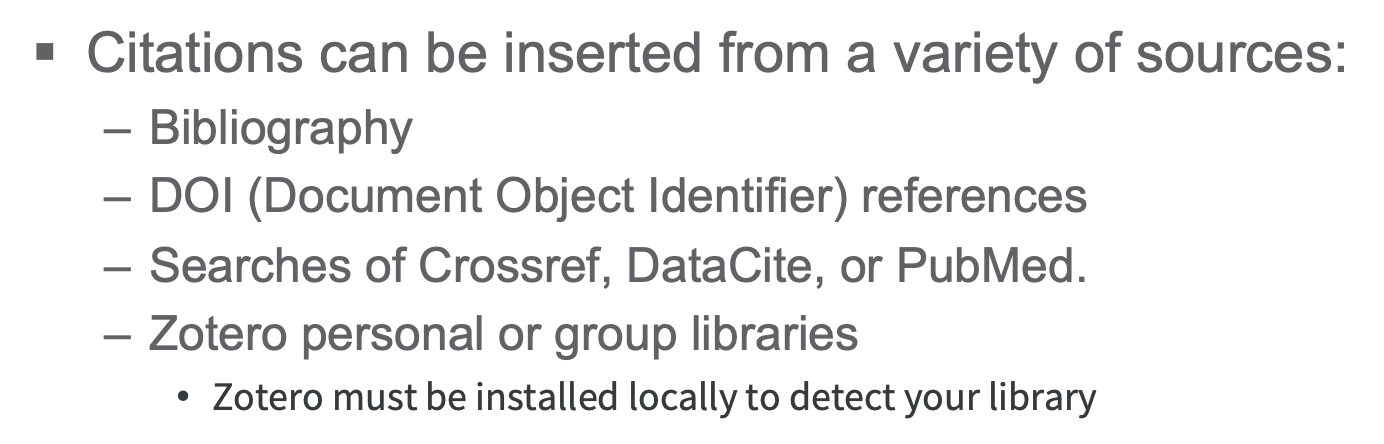 ▪ Citations can be inserted from a variety of sources:
– Bibliography
– DOI (Document Object Identifier) references
– Searches of Crossref, DataCite, or PubMed.
– Zotero personal or group libraries
• Zotero must be installed locally to detect your library